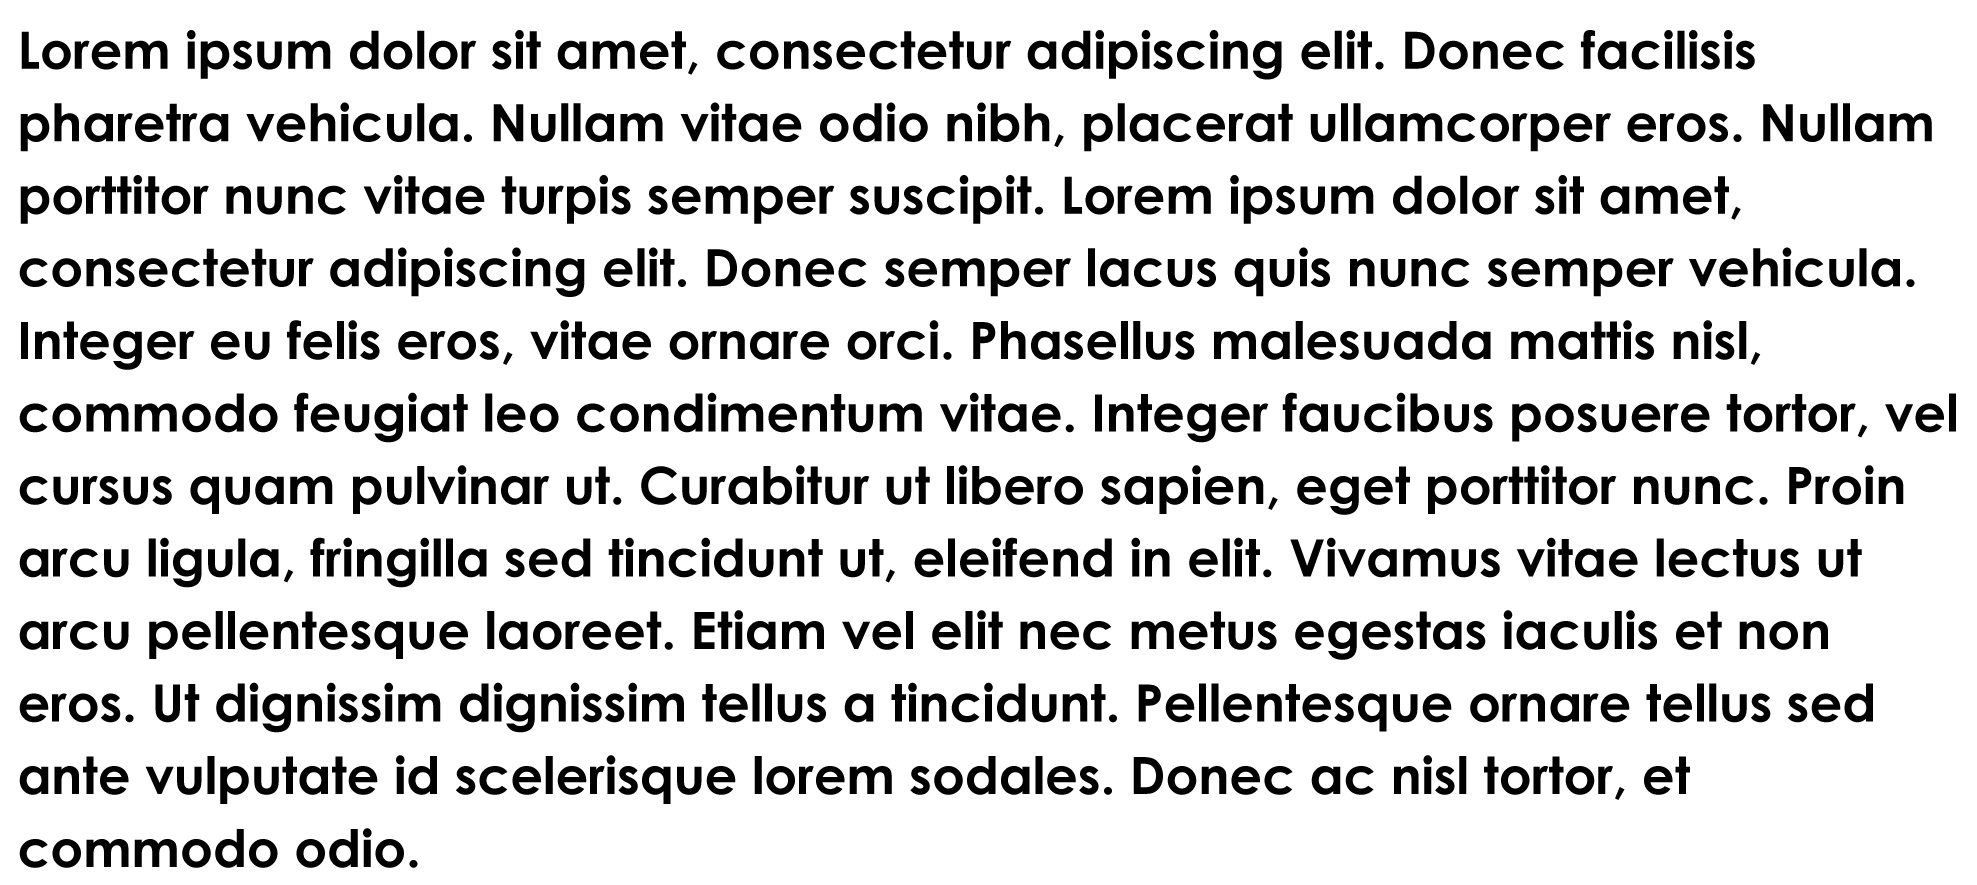 Lorem ipsum dolor sit amet, consectetur adipiscing elit. Donec facilisis
pharetra vehicula. Nullam vitae odio nibh, placerat ullamcorper eros. Nullam
porttitor nunc vitae turpis semper suscipit. Lorem ipsum dolor sit amet,
consectetur adipiscing elit. Donec semper lacus quis nunc semper vehicula.
Integer eu felis eros, vitae ornare orci. Phasellus malesuada mattis nisl,
commodo feugiat leo condimentum vitae. Integer faucibus posuere tortor, vel
cursus quam pulvinar ut. Curabitur ut libero sapien, eget porttitor nunc. Proin
arcu ligula, fringilla sed tincidunt ut, eleifend in elit. Vivamus vitae lectus ut
arcu pellentesque laoreet. Etiam vel elit nec metus egestas iaculis et non
eros. Ut dignissim dignissim tellus a tincidunt. Pellentesque ornare tellus sed
ante vulputate id scelerisque lorem sodales. Donec ac nisl tortor, et
commodo odio.